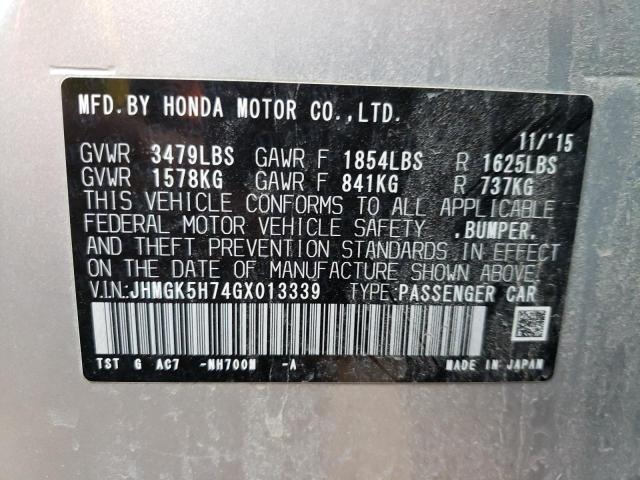 MFD.BY HONDA MOTOR CO.,LTD.
11/'15
GVWR 3479LBS GAWR F 1854LBS R 1625LBS
GVWR 1578KG GAWR F 841KG R 737KG
THIS VEHICLE CONFORMS TO ALL APPLICABLE
FEDERAL MOTOR VEHICLE SAFETY ,BUMPER,
AND THEFT PREVENTION STANDARDS IN EFFECT
ON THE DATE OF MANUFACTURE SHOWN ABOVE.
V.I.N:JHMGK5H74GX013339 TYPE:PASSENGER CAR
TST G AC7 -NH700M -A MADE IN JAPAN